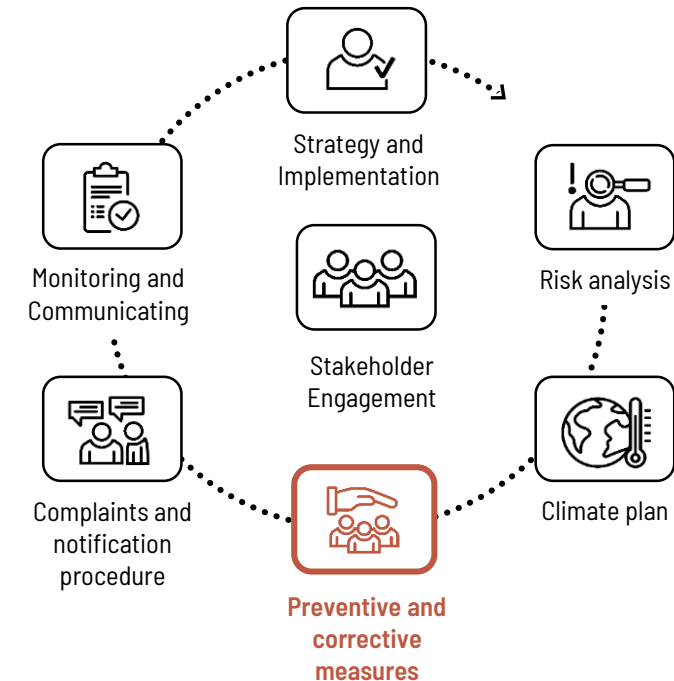 Strategy and
Implementation
Risk analysis
Climate plan
Preventive and
corrective
measures
Complaints and
notification
procedure
Monitoring and
Communicating
Stakeholder
Engagement